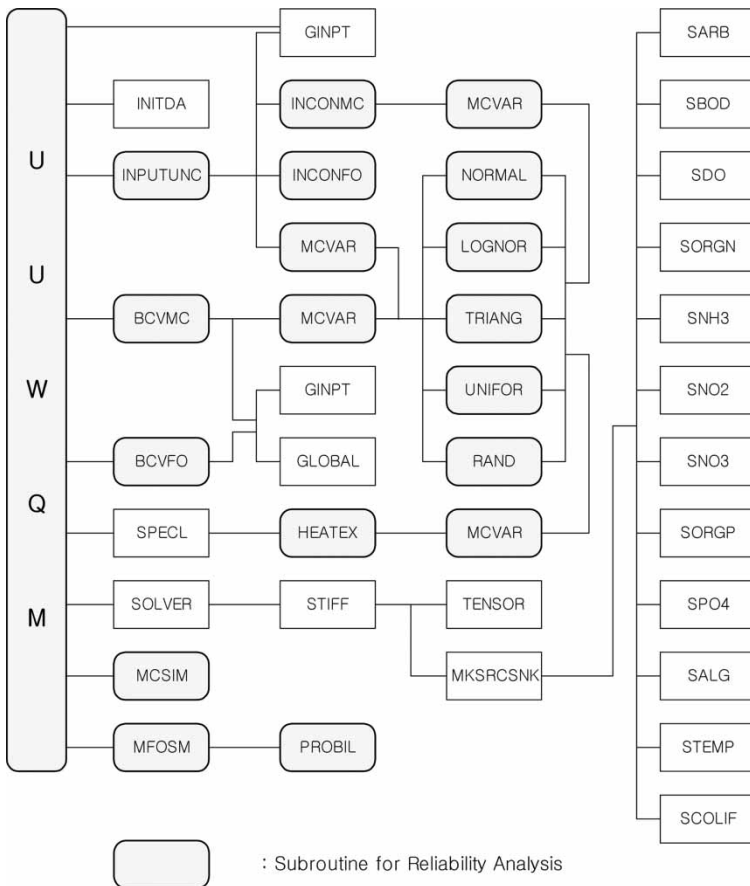 U
U
W
Q
M
GINPT
SARB
INITDA
INCONMC
MCVAR
SBOD
INPUTUNC
INCONFO
NORMAL
SDO
MCVAR
LOGNOR
SORGN
BCVMC
MCVAR
TRIANG
SNH3
GINPT
UNIFOR
SNO2
BCVFO
GLOBAL
RAND
SNO3
SPECL
HEATEX
MCVAR
SORGP
SOLVER
STIFF
TENSOR
SPO4
MCSIM
MKSRCSNK
SALG
MFOSM
PROBIL
STEMP
SCOLIF
: Subroutine for Reliability Analysis